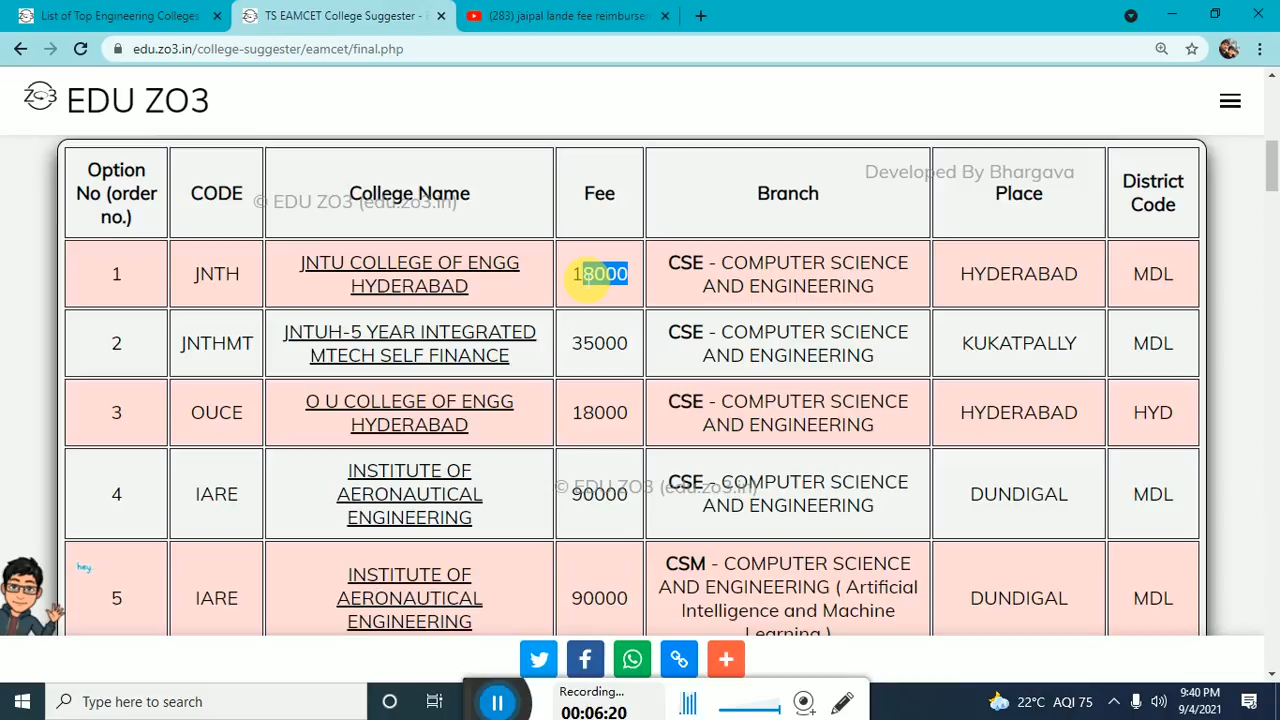 List of Top Engineering Colleges
TS EAMCET College Suggester - E
(283) jaipal lande fee reimburse
edu.zo3.in/college-suggester/eamcet/final.php
ZO3 EDU ZO3
Developed By Bhargava
© EDU ZO3 (edu.zo3.in)
Option No (order no.) CODE College Name Fee Branch Place District Code
1 JNTH JNTU COLLEGE OF ENGG HYDERABAD 18000 CSE - COMPUTER SCIENCE AND ENGINEERING HYDERABAD MDL
2 JNTHMT JNTUH-5 YEAR INTEGRATED MTECH SELF FINANCE 35000 CSE - COMPUTER SCIENCE AND ENGINEERING KUKATPALLY MDL
3 OUCE O U COLLEGE OF ENGG HYDERABAD 18000 CSE - COMPUTER SCIENCE AND ENGINEERING HYDERABAD HYD
4 IARE INSTITUTE OF AERONAUTICAL ENGINEERING 90000 CSE - COMPUTER SCIENCE AND ENGINEERING DUNDIGAL MDL
© EDU ZO3 (edu.zo3.in)
5 IARE INSTITUTE OF AERONAUTICAL ENGINEERING 90000 CSM - COMPUTER SCIENCE AND ENGINEERING ( Artificial Intelligence and Machine Learning ) DUNDIGAL MDL
hey.
Type here to search
Recording...
00:06:20
22°C AQI 75
9:40 PM
9/4/2021